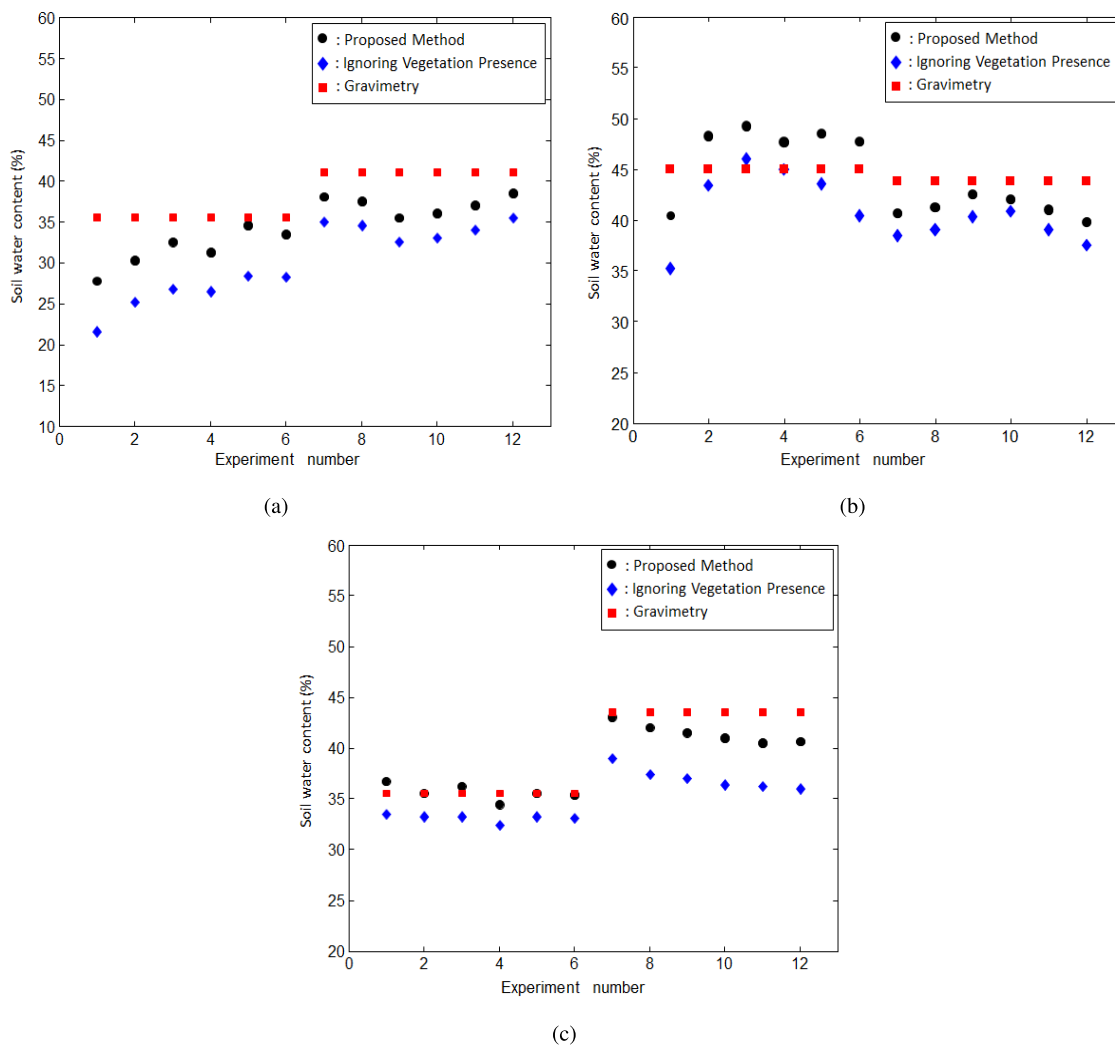 60
55
50
45
40
35
30
25
20
15
10
Soil water content (%)
: Proposed Method
: Ignoring Vegetation Presence
: Gravimetry
0 2 4 6 8 10 12
Experiment number
(a)
60
55
50
45
40
35
30
25
20
Soil water content (%)
: Proposed Method
: Ignoring Vegetation Presence
: Gravimetry
0 2 4 6 8 10 12
Experiment number
(b)
60
55
50
45
40
35
30
25
20
Soil water content (%)
: Proposed Method
: Ignoring Vegetation Presence
: Gravimetry
0 2 4 6 8 10 12
Experiment number
(c)